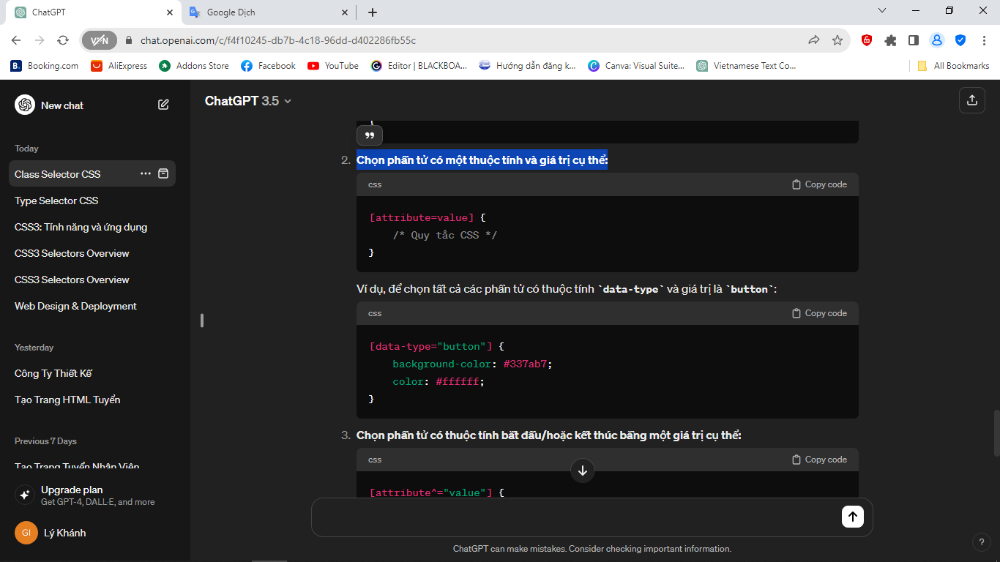 ChatGPT
Google Dịch
VPN
chat.openai.com/c/f4f10245-db7b-4c18-96dd-d402286fb55c
B.
Booking.com
AliExpress
Addons Store
Facebook
YouTube
Editor | BLACKBOA...
Hướng dẫn đăng k...
Canva: Visual Suite...
Vietnamese Text Co...
All Bookmarks
New chat
Today
Class Selector CSS
Type Selector CSS
CSS3: Tính năng và ứng dụng
CSS3 Selectors Overview
CSS3 Selectors Overview
Web Design & Deployment
Yesterday
Công Ty Thiết Kế
Tạo Trang HTML Tuyển
Previous 7 Days
Tạo Trang Tuyển Nhân Viên
Upgrade plan
Get GPT-4, DALL·E, and more
GI
Lý Khánh
ChatGPT 3.5
}
2. Chọn phần tử có một thuộc tính và giá trị cụ thể:
css
Copy code
[attribute=value] {
/* Quy tắc CSS */
}
Ví dụ, để chọn tất cả các phần tử có thuộc tính `data-type` và giá trị là `button`:
css
Copy code
[data-type="button"] {
background-color: #337ab7;
color: #ffffff;
}
3. Chọn phần tử có thuộc tính bắt đầu/hoặc kết thúc bằng một giá trị cụ thể:
css
Copy code
[attribute^="value"] {
ChatGPT can make mistakes. Consider checking important information.
?